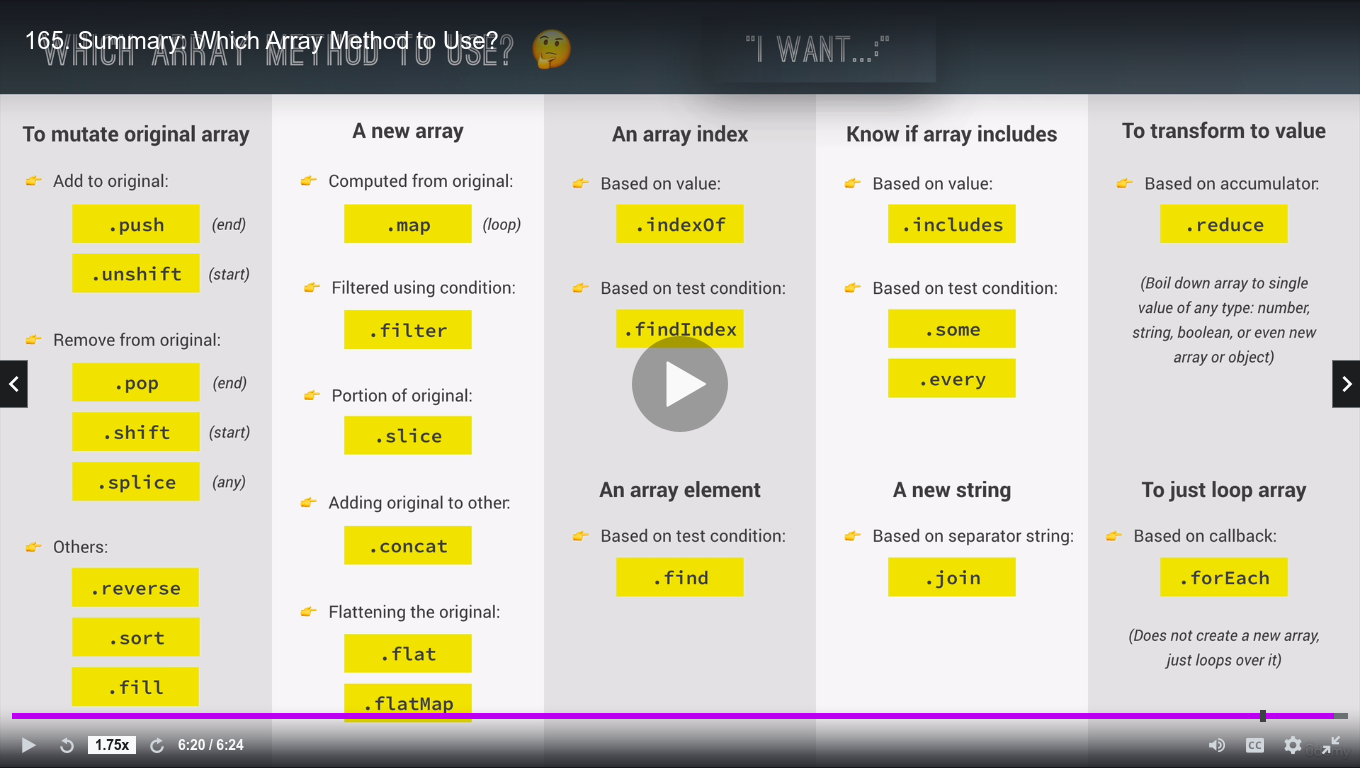 165. Summary: Which Array Method to Use?
WHICH ARRAY METHOD TO USE? 🤔
"I WANT...:"
To mutate original array
👉 Add to original:
.push (end)
.unshift (start)
👉 Remove from original:
.pop (end)
.shift (start)
.splice (any)
👉 Others:
.reverse
.sort
.fill
A new array
👉 Computed from original:
.map (loop)
👉 Filtered using condition:
.filter
👉 Portion of original:
.slice
👉 Adding original to other:
.concat
👉 Flattening the original:
.flat
.flatMap
An array index
👉 Based on value:
.indexOf
👉 Based on test condition:
.findIndex
An array element
👉 Based on test condition:
.find
Know if array includes
👉 Based on value:
.includes
👉 Based on test condition:
.some
.every
A new string
👉 Based on separator string:
.join
To transform to value
👉 Based on accumulator:
.reduce
(Boil down array to single
value of any type: number,
string, boolean, or even new
array or object)
To just loop array
👉 Based on callback:
.forEach
(Does not create a new array,
just loops over it)
1.75x
6:20 / 6:24
CC